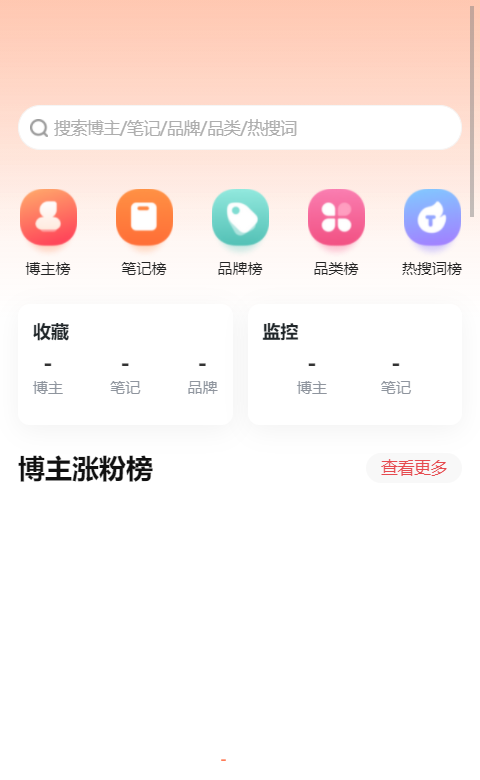 搜索博主/笔记/品牌/品类/热搜词
博主榜 笔记榜 品牌榜 品类榜 热搜词榜
收藏 监控
- - - - -
博主 笔记 品牌 博主 笔记
博主涨粉榜 查看更多